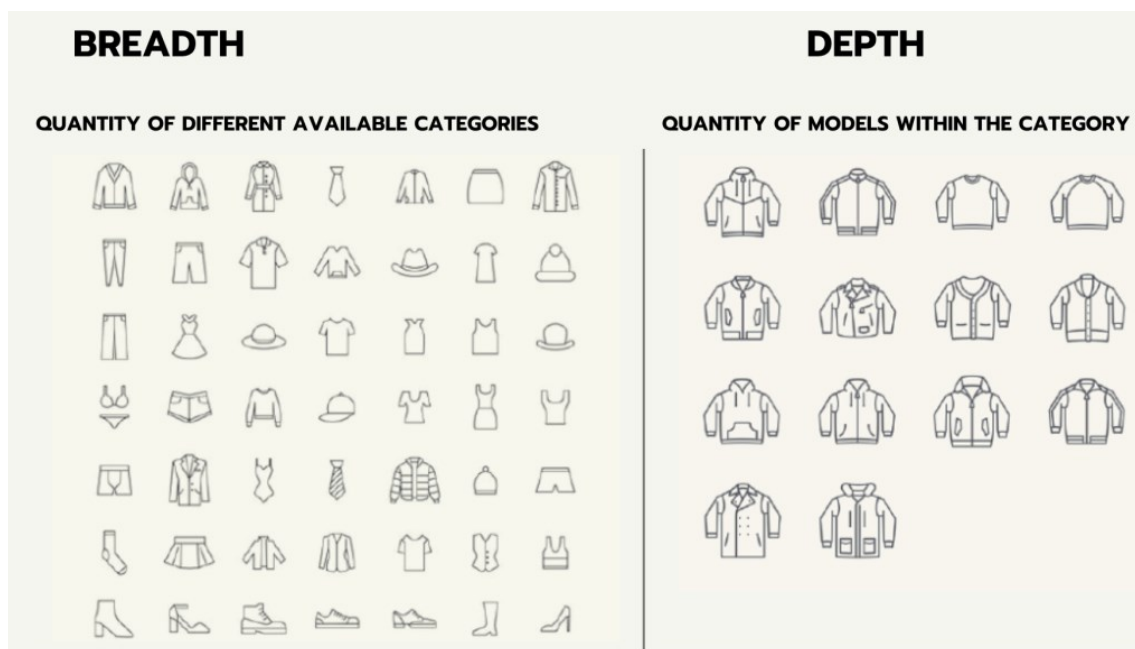 BREADTH
QUANTITY OF DIFFERENT AVAILABLE CATEGORIES
DEPTH
QUANTITY OF MODELS WITHIN THE CATEGORY